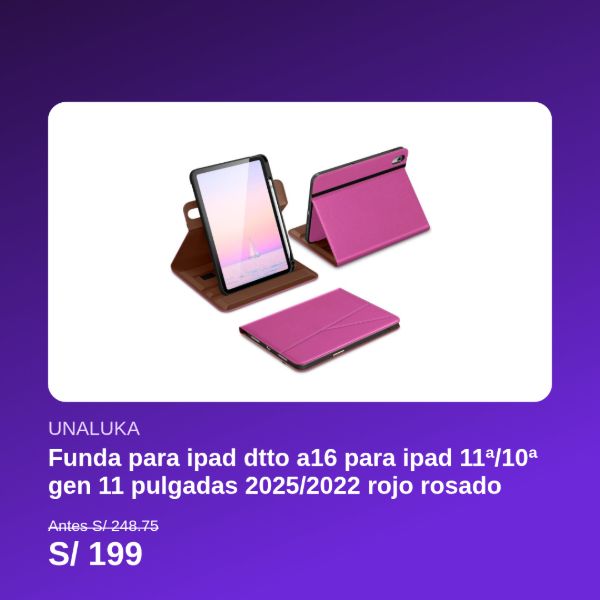 UNALUKA
Funda para ipad dtto a16 para ipad 11ª/10ª
gen 11 pulgadas 2025/2022 rojo rosado
Antes S/ 248.75
S/ 199